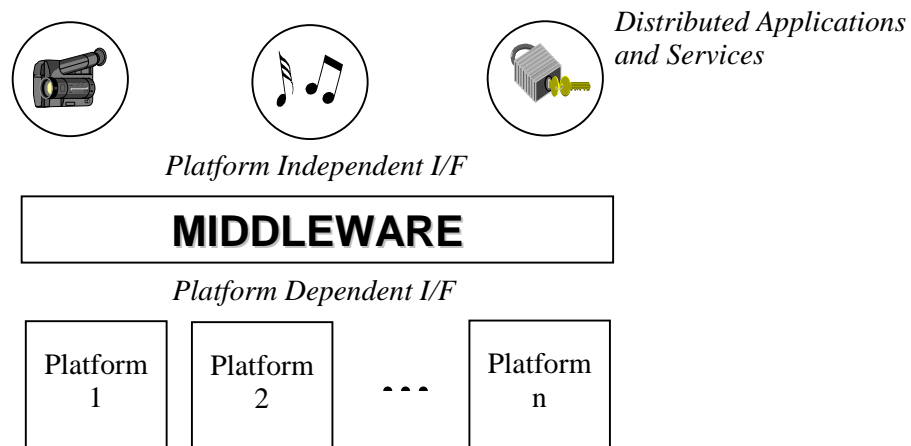 Distributed Applications
and Services
Platform Independent I/F
MIDDLEWARE
Platform Dependent I/F
Platform
1
Platform
2
...
Platform
n